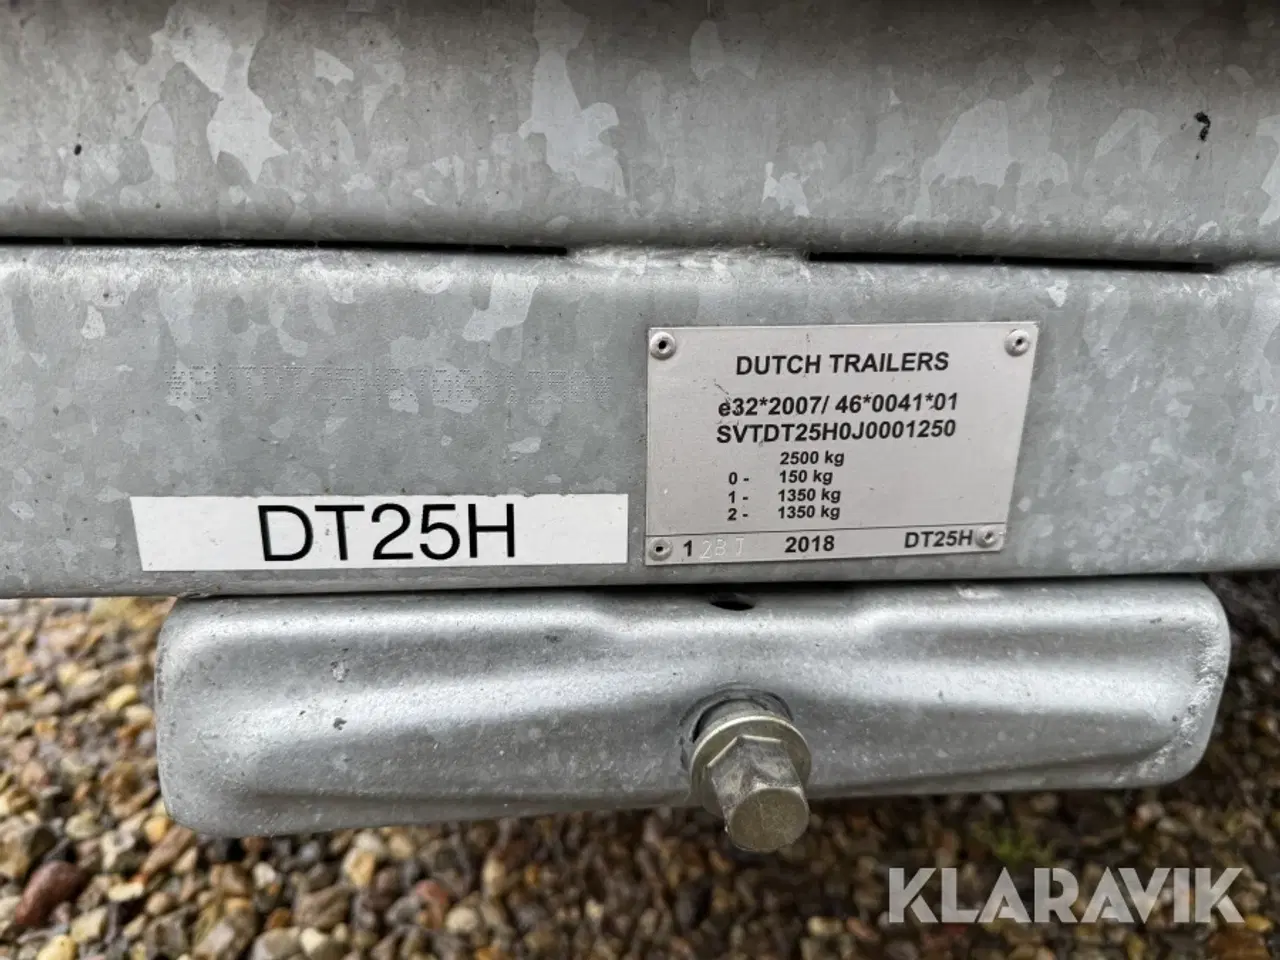 DUTCH TRAILERS
e32*2007/ 46*0041*01
SVTDT25H0J0001250
2500 kg
0 - 150 kg
1 - 1350 kg
2 - 1350 kg
1 2018 DT25H
DT25H
KLARAVIK